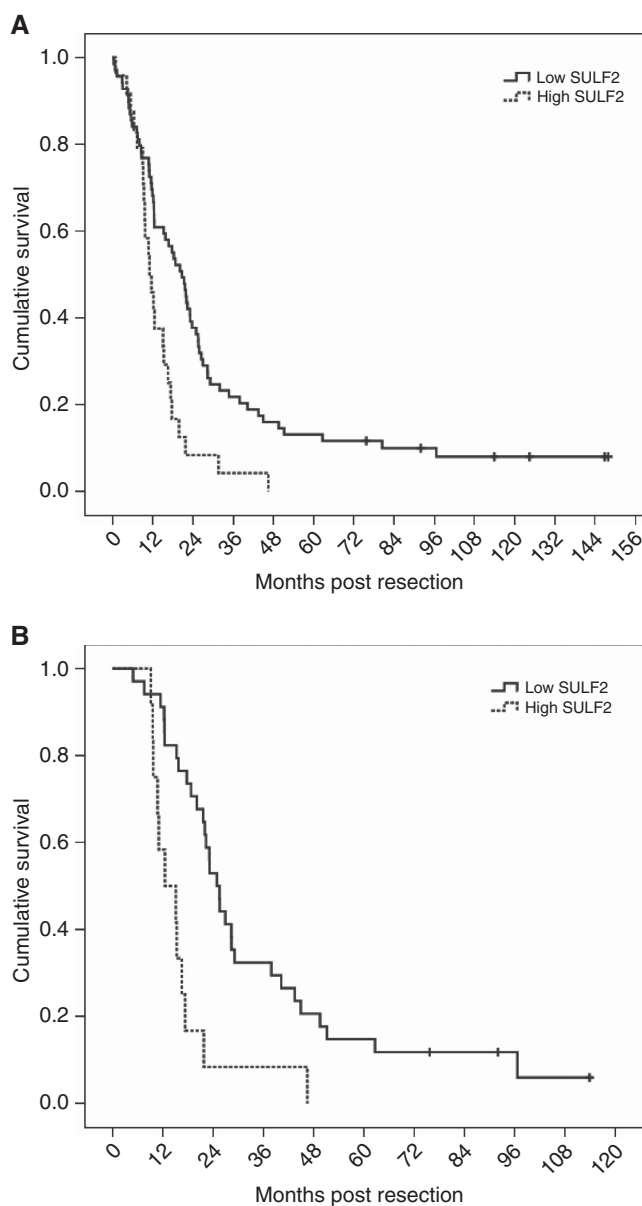 A
1.0
0.8
0.6
0.4
0.2
0.0
Cumulative survival
Low SULF2
High SULF2
0 12 24 36 48 60 72 84 96 108 120 132 144 156
Months post resection
B
1.0
0.8
0.6
0.4
0.2
0.0
Cumulative survival
Low SULF2
High SULF2
0 12 24 36 48 60 72 84 96 108 120
Months post resection